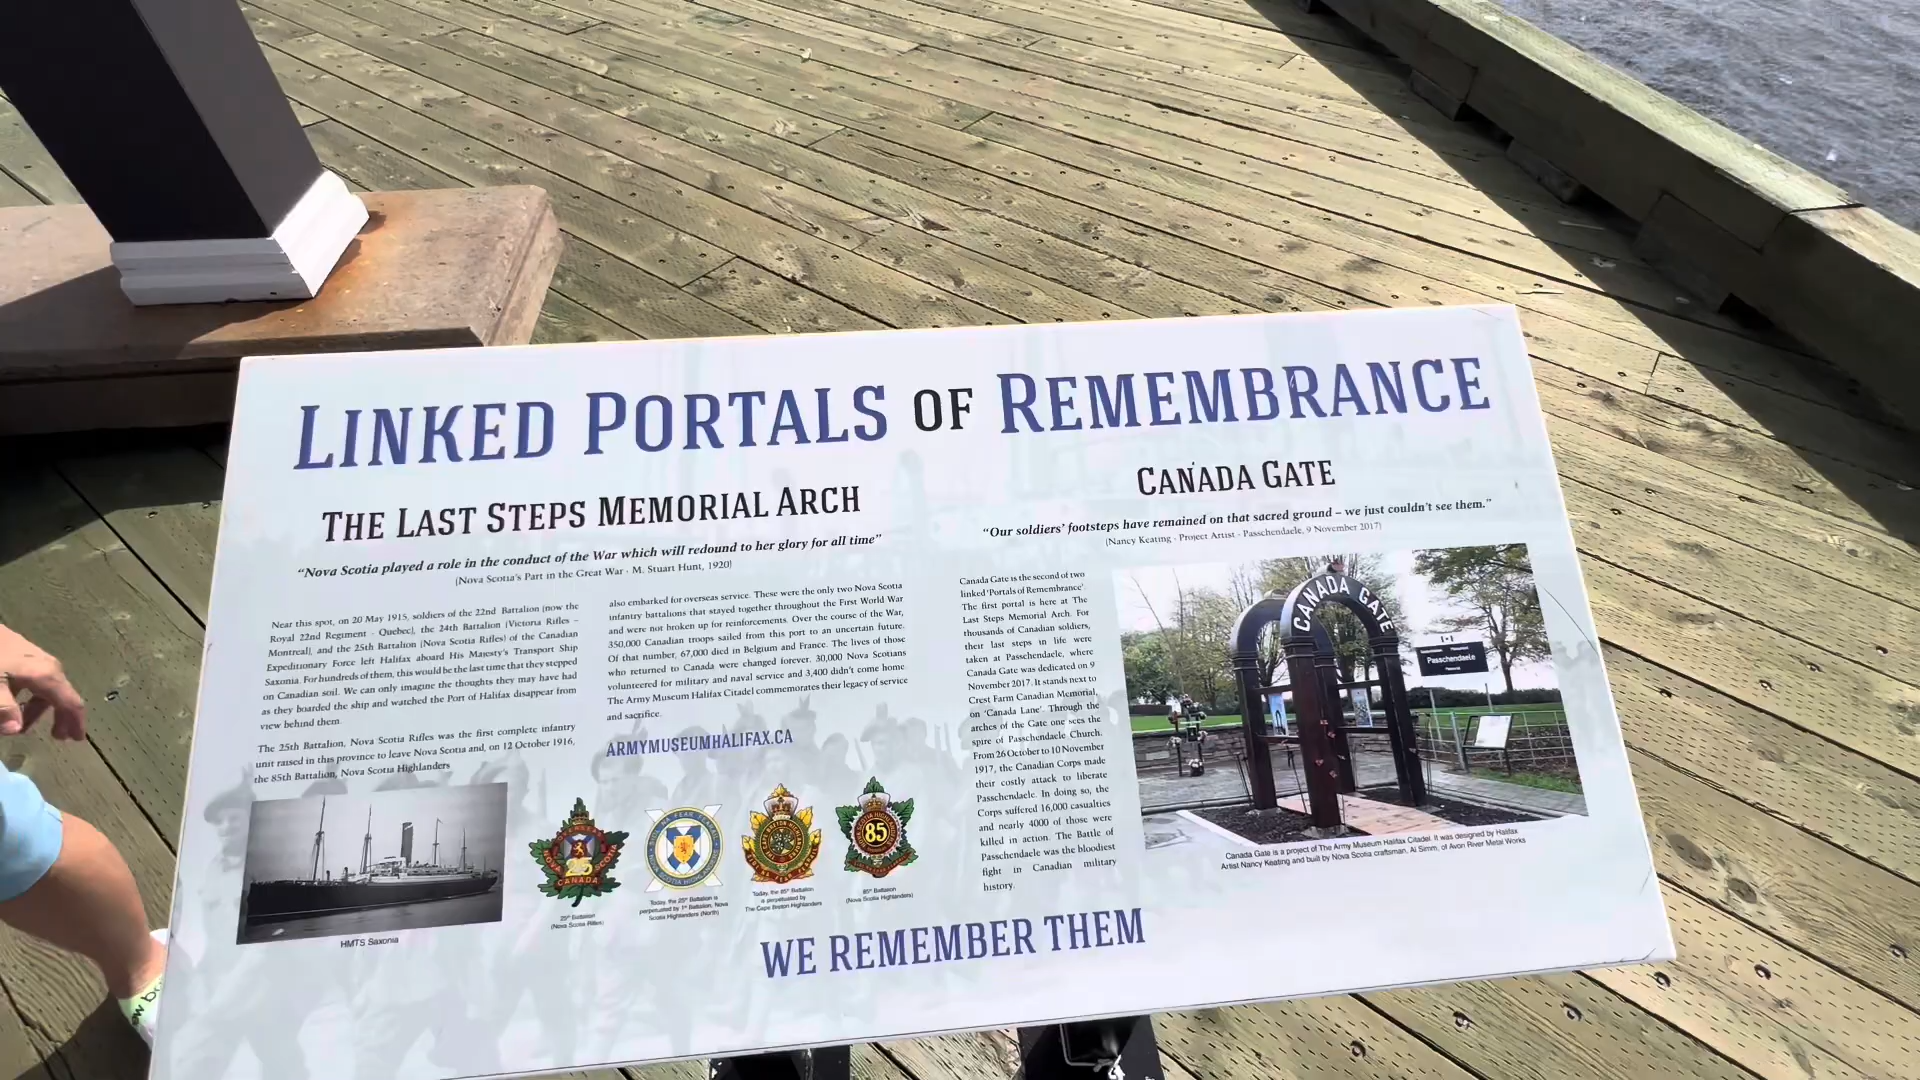 LINKED PORTALS OF REMEMBRANCE
THE LAST STEPS MEMORIAL ARCH
“Nova Scotia played a role in the conduct of the War which will redound to her glory for all time”
(Nova Scotia's Part in the Great War - M. Stuart Hunt, 1920)
Near this spot, on 20 May 1915, soldiers of the 22nd Battalion (now the
Royal 22nd Regiment - Quebec), the 24th Battalion (Victoria Rifles –
Montreal), and the 25th Battalion (Nova Scotia Rifles) of the Canadian
Expeditionary Force left Halifax aboard His Majesty's Transport Ship
Saxonia. For hundreds of them, this would be the last time that they stepped
on Canadian soil. We can only imagine the thoughts they may have had
as they boarded the ship and watched the Port of Halifax disappear from
view behind them.
The 25th Battalion, Nova Scotia Rifles was the first complete infantry
unit raised in this province to leave Nova Scotia and, on 12 October 1916,
the 85th Battalion, Nova Scotia Highlanders
also embarked for overseas service. These were the only two Nova Scotia
infantry battalions that stayed together throughout the First World War
and were not broken up for reinforcements. Over the course of the War,
350,000 Canadian troops sailed from this port to an uncertain future.
Of that number, 67,000 died in Belgium and France. The lives of those
who returned to Canada were changed forever. 30,000 Nova Scotians
volunteered for military and naval service and 3,400 didn't come home.
The Army Museum Halifax Citadel commemorates their legacy of service
and sacrifice.
ARMYMUSEUMHALIFAX.CA
HMTS Saxonia
25
CANADA
25th Battalion
(Nova Scotia Rifles)
Today, the 25th Battalion is
perpetuated by 1st Battalion, Nova
Scotia Highlanders (North)
Today, the 85th Battalion
is perpetuated by
The Cape Breton Highlanders
85
85th Battalion
(Nova Scotia Highlanders)
CANADA GATE
“Our soldiers' footsteps have remained on that sacred ground – we just couldn't see them.”
(Nancy Keating - Project Artist - Passchendaele, 9 November 2017)
Canada Gate is the second of two
linked 'Portals of Remembrance'.
The first portal is here at The
Last Steps Memorial Arch. For
thousands of Canadian soldiers,
their last steps in life were
taken at Passchendaele, where
Canada Gate was dedicated on 9
November 2017. It stands next to
Crest Farm Canadian Memorial,
on 'Canada Lane'. Through the
arches of the Gate one sees the
spire of Passchendaele Church.
From 26 October to 10 November
1917, the Canadian Corps made
their costly attack to liberate
Passchendaele. In doing so, the
Corps suffered 16,000 casualties
and nearly 4000 of those were
killed in action. The Battle of
Passchendaele was the bloodiest
fight in Canadian military
history.
CANADA GATE
Passchendaele
Canada Gate is a project of The Army Museum Halifax Citadel. It was designed by Halifax
Artist Nancy Keating and built by Nova Scotia craftsman, Al Simm, of Avon River Metal Works
WE REMEMBER THEM